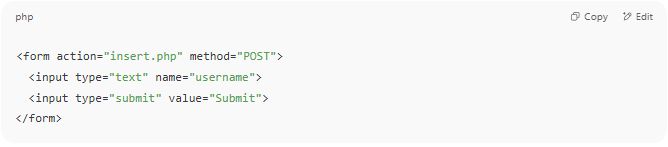 php
Copy
Edit
<form action="insert.php" method="POST">
  <input type="text" name="username">
  <input type="submit" value="Submit">
</form>